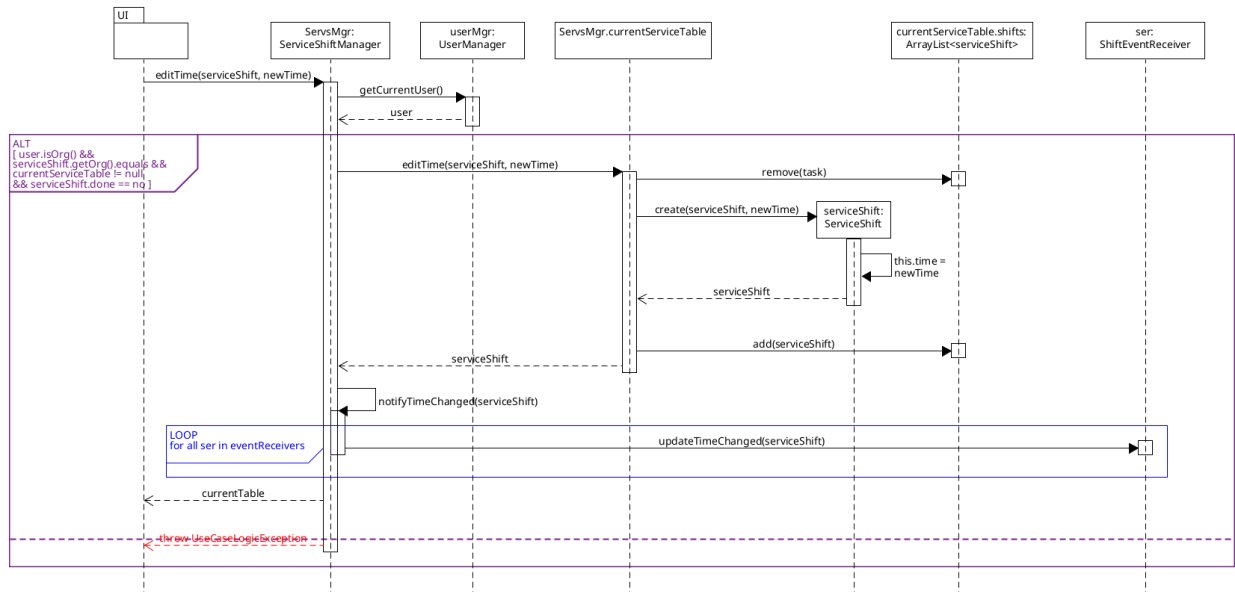 UI
ServsMgr:
ServiceShiftManager
userMgr:
UserManager
ServsMgr.currentServiceTable
currentServiceTable.shifts:
ArrayList<serviceShift>
ser:
ShiftEventReceiver
editTime(serviceShift, newTime)
getCurrentUser()
user
ALT
[ user.isOrg() &&
serviceShift.getOrg().equals &&
currentServiceTable != null
&& serviceShift.done == no ]
editTime(serviceShift, newTime)
remove(task)
create(serviceShift, newTime)
serviceShift:
ServiceShift
this.time =
newTime
serviceShift
add(serviceShift)
serviceShift
notifyTimeChanged(serviceShift)
LOOP
for all ser in eventReceivers
updateTimeChanged(serviceShift)
currentTable
throw UseCaseLogicException